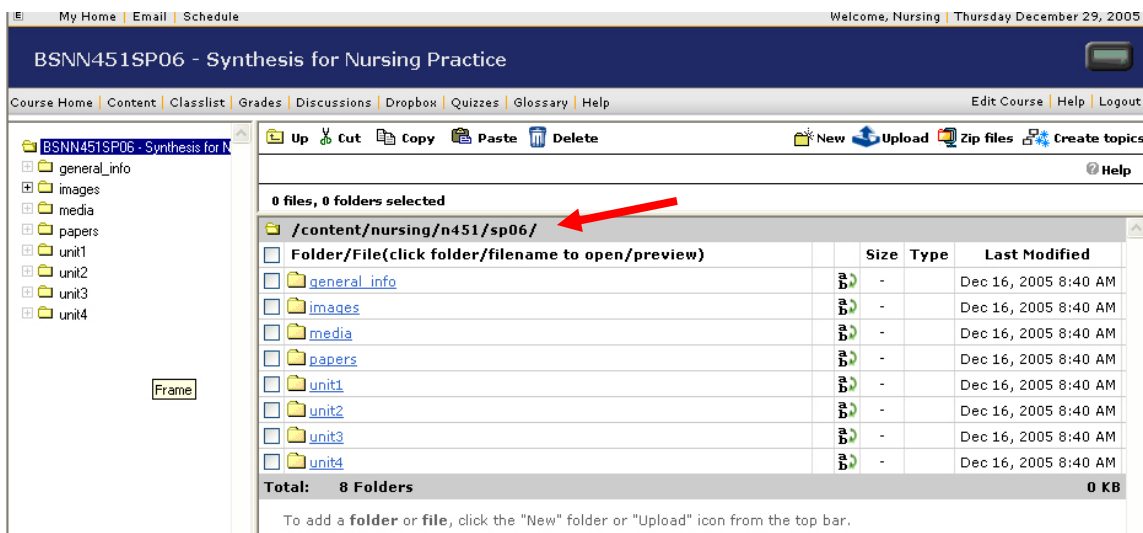 E My Home | Email | Schedule Welcome, Nursing | Thursday December 29, 2005
BSNN451SP06 - Synthesis for Nursing Practice
Course Home | Content | Classlist | Grades | Discussions | Dropbox | Quizzes | Glossary | Help Edit Course | Help | Logout
BSNN451SP06 - Synthesis for N
general_info
images
media
papers
unit1
unit2
unit3
unit4
Frame
Up Cut Copy Paste Delete New Upload Zip files Create topics
Help
0 files, 0 folders selected
/content/nursing/n451/sp06/
Folder/File(click folder/filename to open/preview) Size Type Last Modified
general_info a b - Dec 16, 2005 8:40 AM
images a b - Dec 16, 2005 8:40 AM
media a b - Dec 16, 2005 8:40 AM
papers a b - Dec 16, 2005 8:40 AM
unit1 a b - Dec 16, 2005 8:40 AM
unit2 a b - Dec 16, 2005 8:40 AM
unit3 a b - Dec 16, 2005 8:40 AM
unit4 a b - Dec 16, 2005 8:40 AM
Total: 8 Folders 0 KB
To add a folder or file, click the "New" folder or "Upload" icon from the top bar.